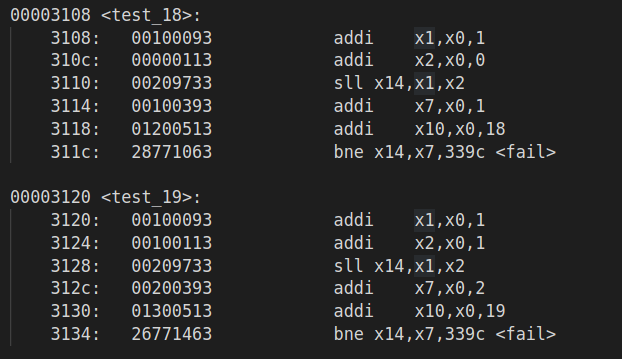 00003108 <test_18>:
    3108:	00100093          	addi	x1,x0,1
    310c:	00000113          	addi	x2,x0,0
    3110:	00209733          	sll x14,x1,x2
    3114:	00100393          	addi	x7,x0,1
    3118:	01200513          	addi	x10,x0,18
    311c:	28771063          	bne x14,x7,339c <fail>

00003120 <test_19>:
    3120:	00100093          	addi	x1,x0,1
    3124:	00100113          	addi	x2,x0,1
    3128:	00209733          	sll x14,x1,x2
    312c:	00200393          	addi	x7,x0,2
    3130:	01300513          	addi	x10,x0,19
    3134:	26771463          	bne x14,x7,339c <fail>